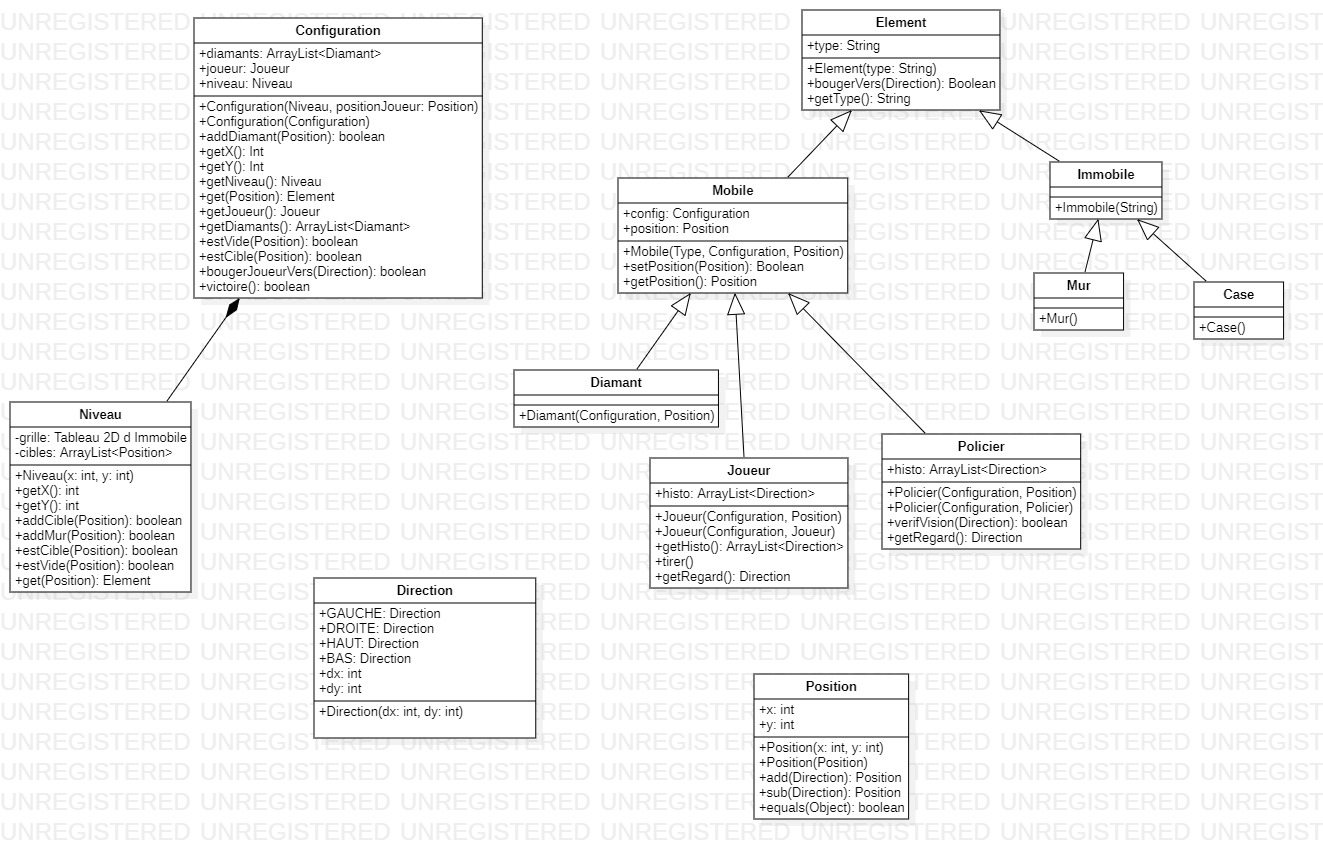 Configuration
+diamants: ArrayList<Diamant>
+joueur: Joueur
+niveau: Niveau
+Configuration(Niveau, positionJoueur: Position)
+Configuration(Configuration)
+addDiamant(Position): boolean
+getX(): Int
+getY(): Int
+getNiveau(): Niveau
+get(Position): Element
+getJoueur(): Joueur
+getDiamants(): ArrayList<Diamant>
+estVide(Position): boolean
+estCible(Position): boolean
+bougerJoueurVers(Direction): boolean
+victoire(): boolean
Element
+type: String
+Element(type: String)
+bougerVers(Direction): Boolean
+getType(): String
Mobile
+config: Configuration
+position: Position
+Mobile(Type, Configuration, Position)
+setPosition(Position): Boolean
+getPosition(): Position
Immobile
+Immobile(String)
Mur
+Mur()
Case
+Case()
Diamant
+Diamant(Configuration, Position)
Niveau
-grille: Tableau 2D d Immobile
-cibles: ArrayList<Position>
+Niveau(x: int, y: int)
+getX(): int
+getY(): int
+addCible(Position): boolean
+addMur(Position): boolean
+estCible(Position): boolean
+estVide(Position): boolean
+get(Position): Element
Joueur
+histo: ArrayList<Direction>
+Joueur(Configuration, Position)
+Joueur(Configuration, Joueur)
+getHisto(): ArrayList<Direction>
+tirer()
+getRegard(): Direction
Policier
+histo: ArrayList<Direction>
+Policier(Configuration, Position)
+Policier(Configuration, Policier)
+verifVision(Direction): boolean
+getRegard(): Direction
Direction
+GAUCHE: Direction
+DROITE: Direction
+HAUT: Direction
+BAS: Direction
+dx: int
+dy: int
+Direction(dx: int, dy: int)
Position
+x: int
+y: int
+Position(x: int, y: int)
+Position(Position)
+add(Direction): Position
+sub(Direction): Position
+equals(Object): boolean
UNREGISTERED